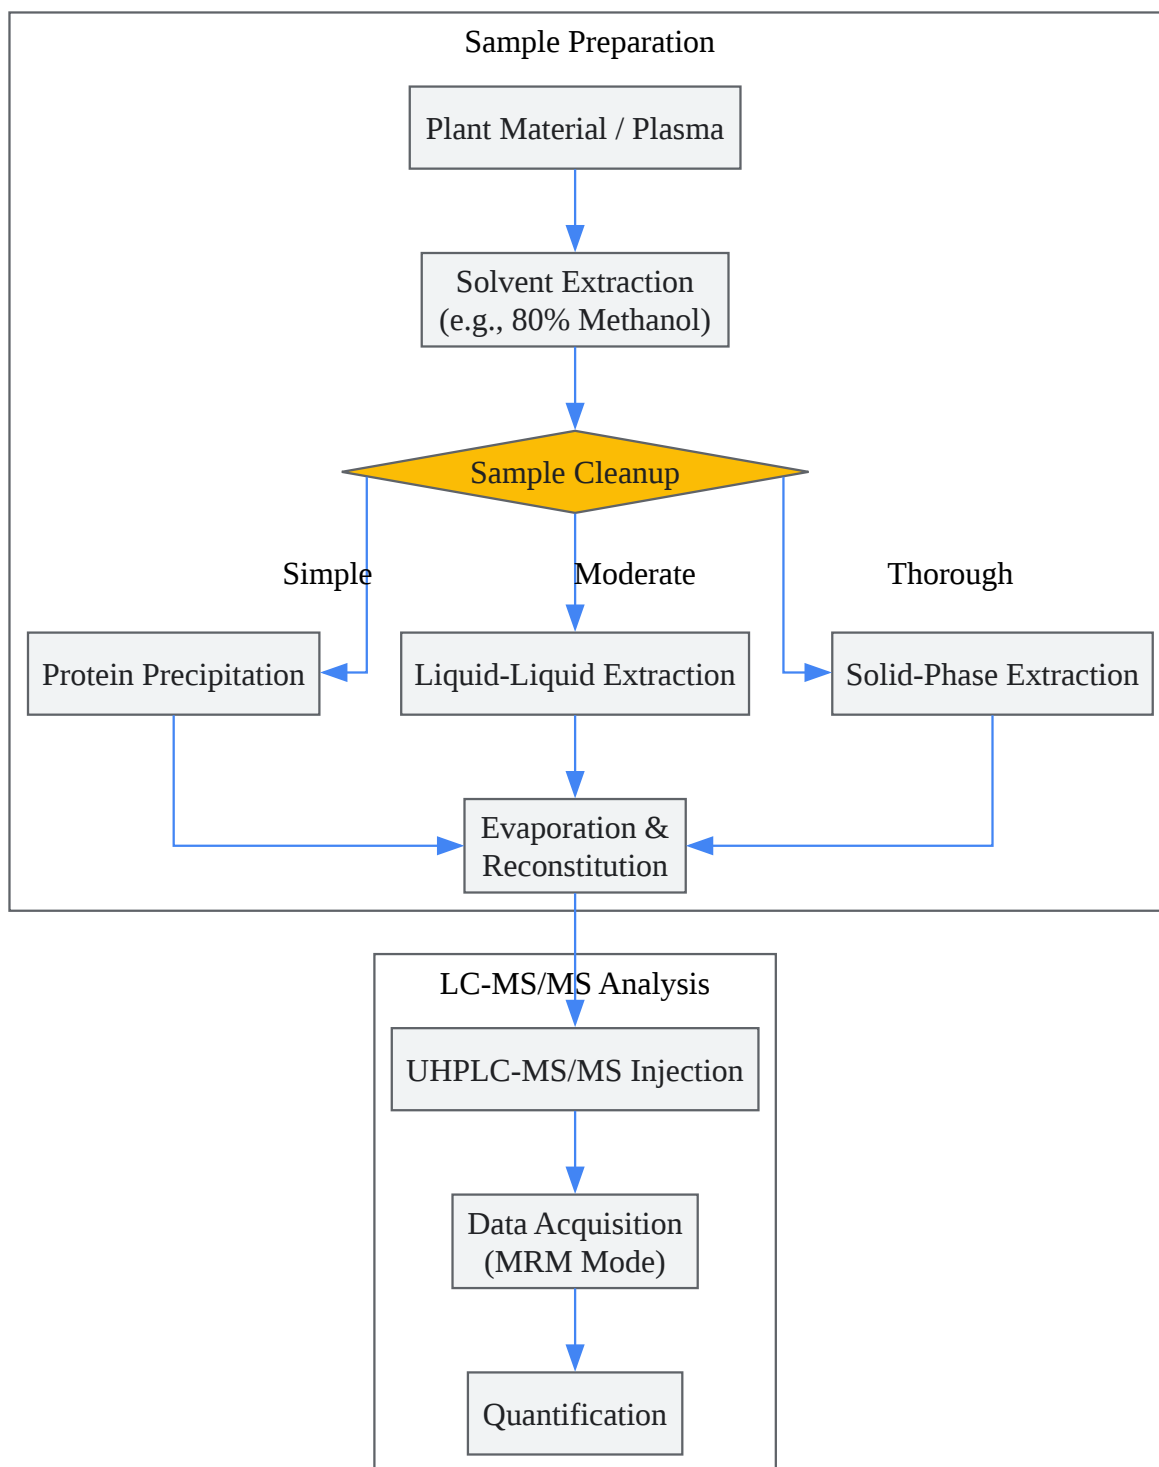 Sample Preparation
Plant Material / Plasma
Solvent Extraction
(e.g., 80% Methanol)
Sample Cleanup
Simple
Moderate
Thorough
Protein Precipitation
Liquid-Liquid Extraction
Solid-Phase Extraction
Evaporation &
Reconstitution
LC-MS/MS Analysis
UHPLC-MS/MS Injection
Data Acquisition
(MRM Mode)
Quantification